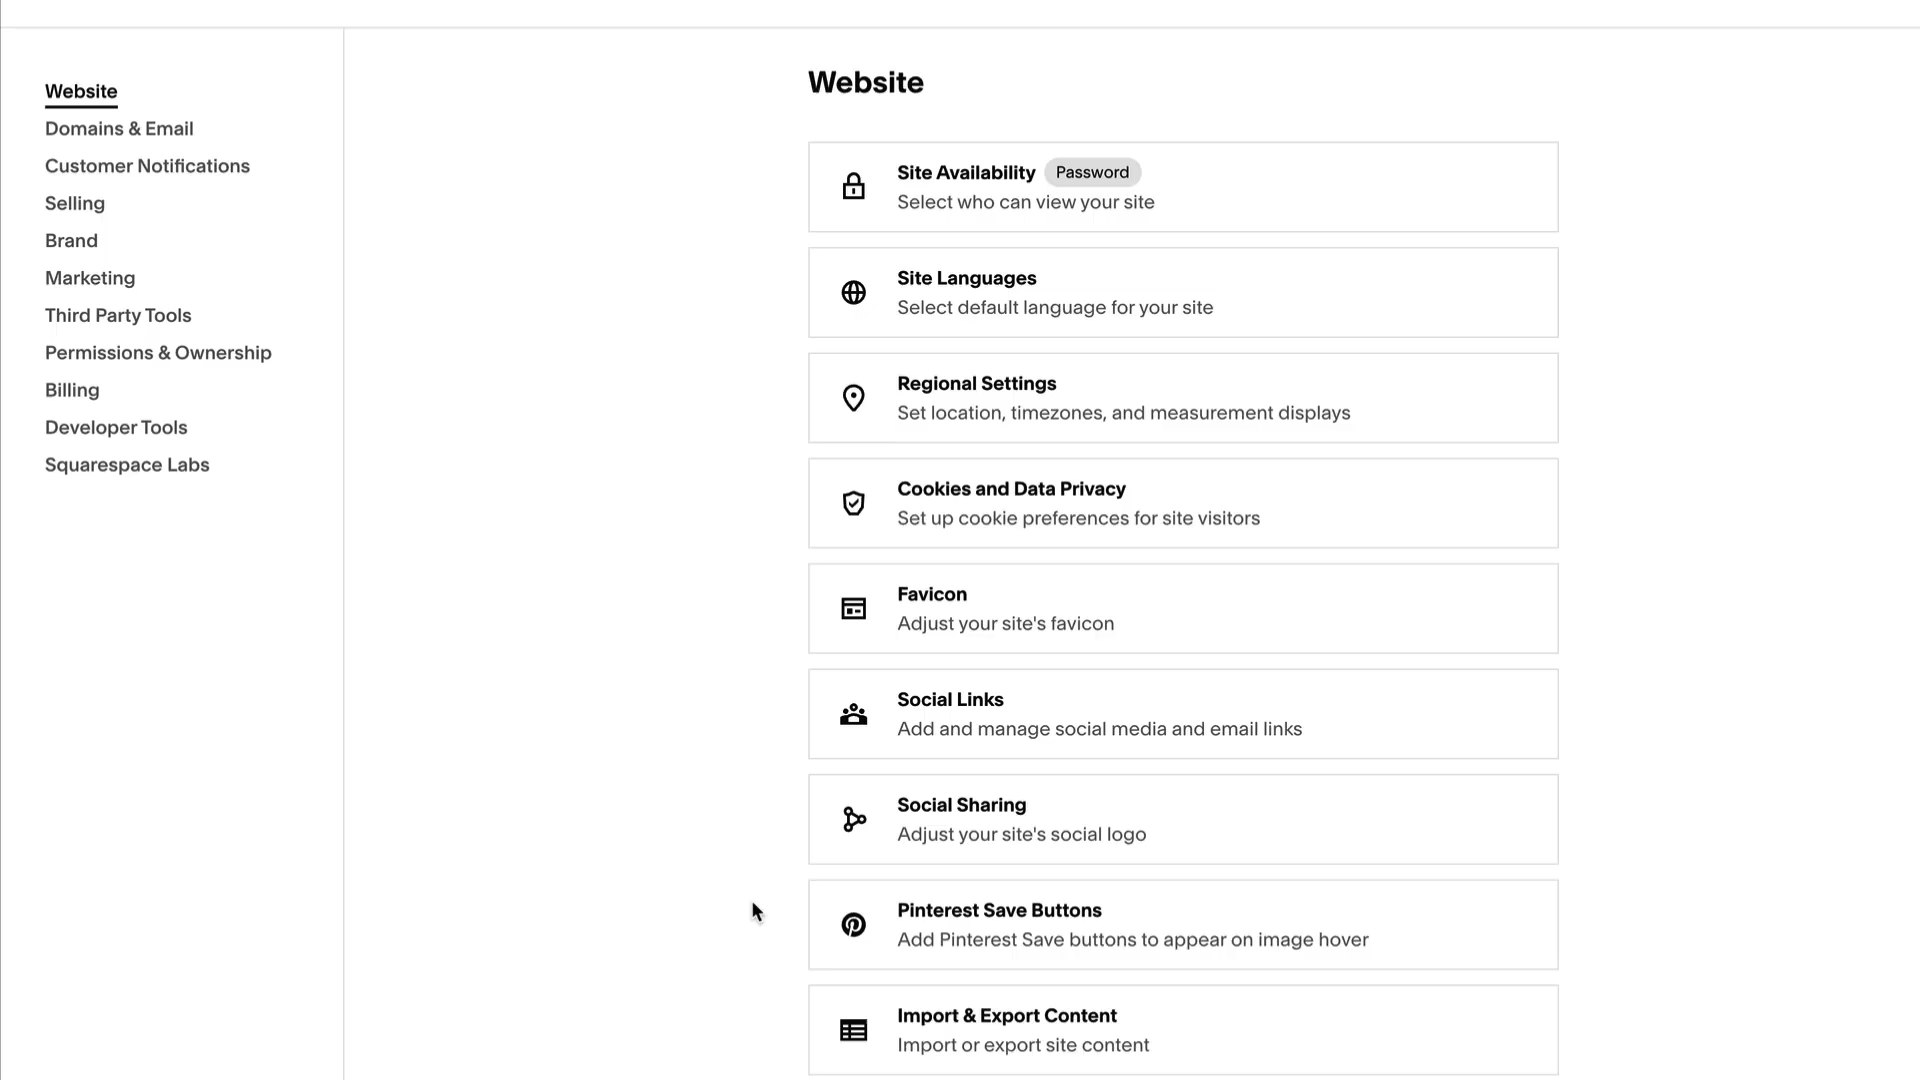 Website
Domains & Email
Customer Notifications
Selling
Brand
Marketing
Third Party Tools
Permissions & Ownership
Billing
Developer Tools
Squarespace Labs
Website
Site Availability Password
Select who can view your site
Site Languages
Select default language for your site
Regional Settings
Set location, timezones, and measurement displays
Cookies and Data Privacy
Set up cookie preferences for site visitors
Favicon
Adjust your site's favicon
Social Links
Add and manage social media and email links
Social Sharing
Adjust your site's social logo
Pinterest Save Buttons
Add Pinterest Save buttons to appear on image hover
Import & Export Content
Import or export site content